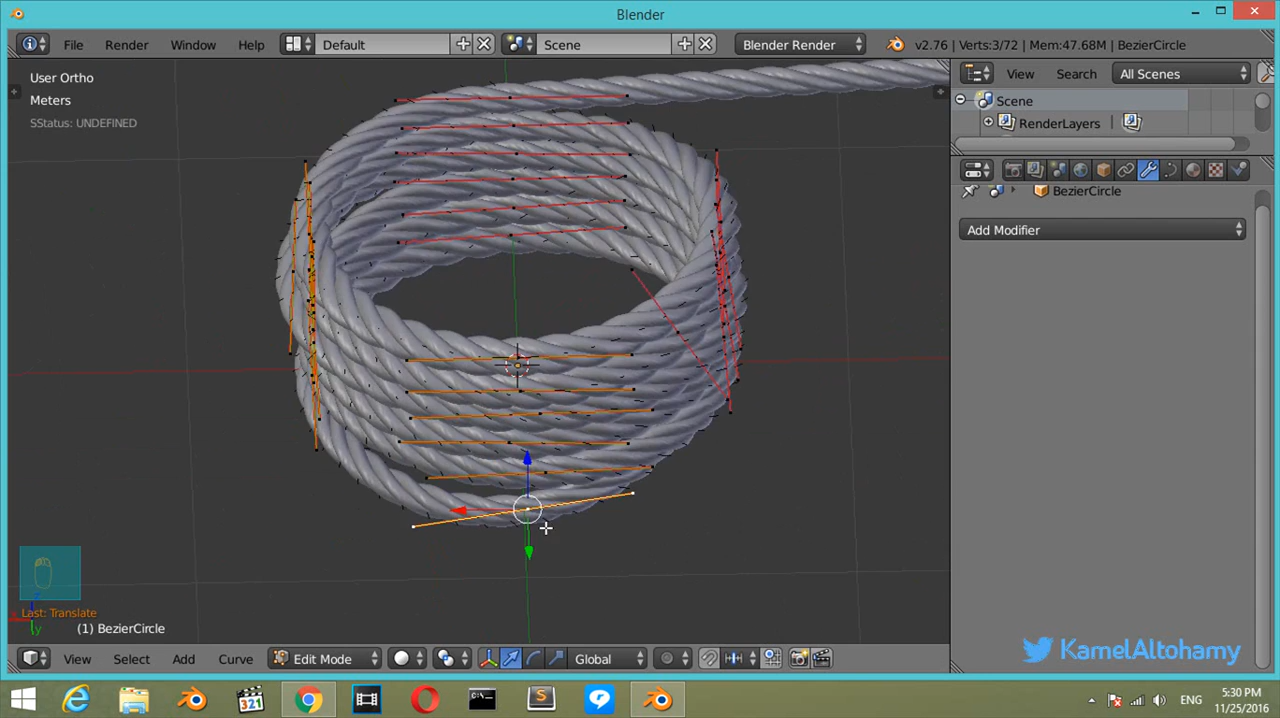 Blender
File Render Window Help Default Scene Blender Render v2.76 | Verts:3/72 | Mem:47.68M | BezierCircle
User Ortho
Meters
SStatus: UNDEFINED
View Search All Scenes
Scene
RenderLayers
BezierCircle
Add Modifier
Last: Translate
(1) BezierCircle
View Select Add Curve Edit Mode Global
KamelAltohamy
ENG
5:30 PM
11/25/2016